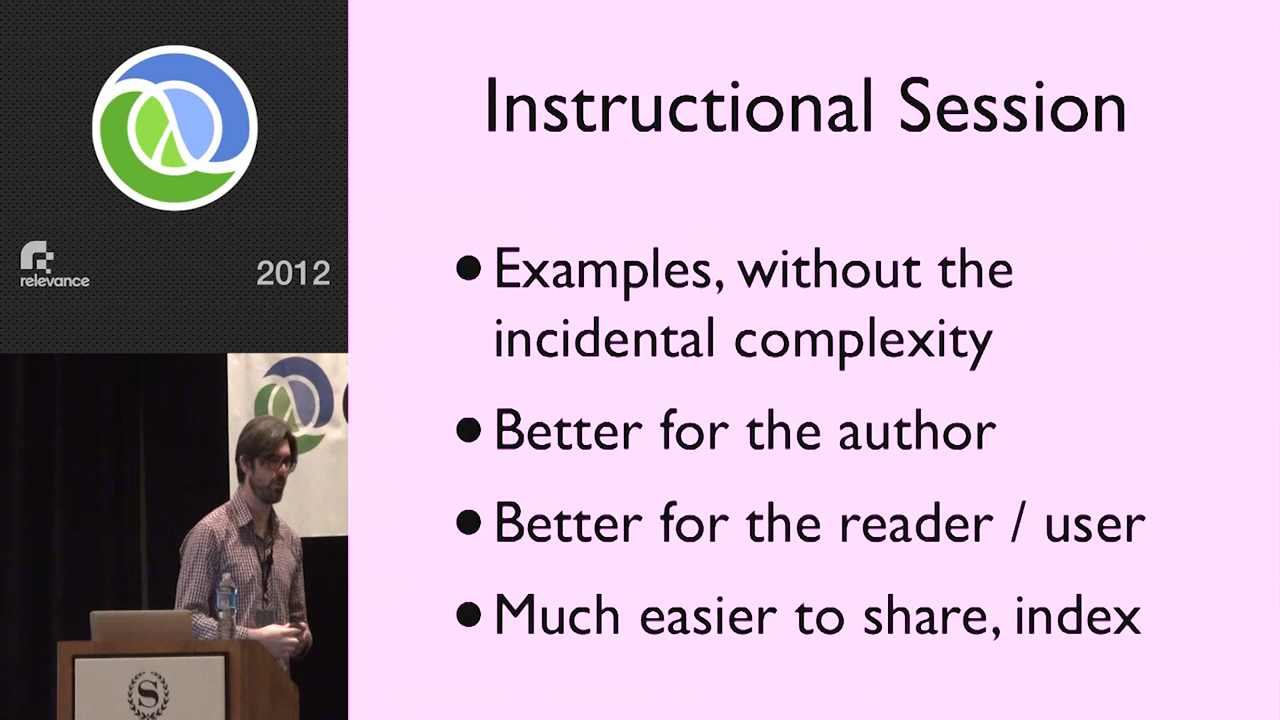 relevance
2012
Instructional Session
• Examples, without the
incidental complexity
• Better for the author
• Better for the reader / user
• Much easier to share, index
S